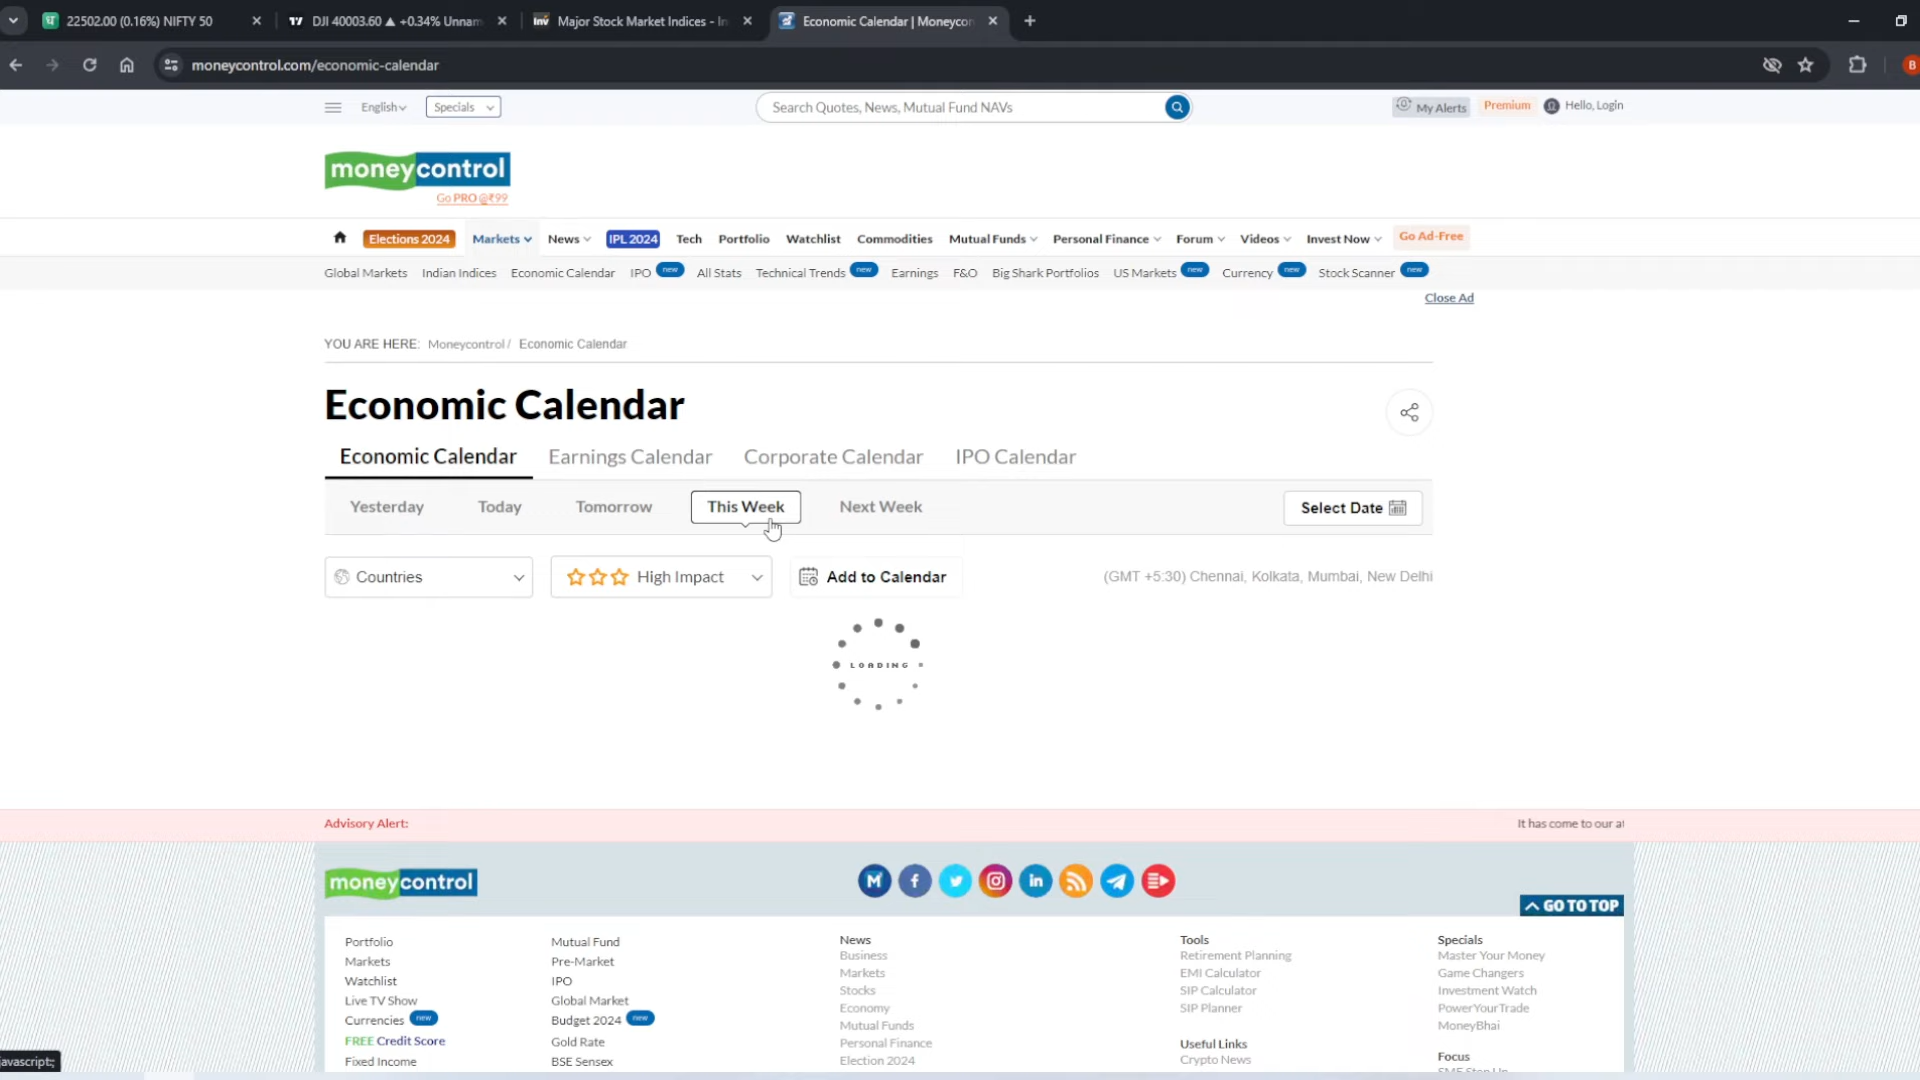 22502.00 (0.16%) NIFTY 50
DJI 40003.60 ▲ +0.34% Unnam
Major Stock Market Indices - In
Economic Calendar | Moneycon
moneycontrol.com/economic-calendar
B
English
Specials
Search Quotes, News, Mutual Fund NAVs
My Alerts
Premium
Hello, Login
moneycontrol
Go PRO @₹99
Elections 2024 Markets News IPL 2024 Tech Portfolio Watchlist Commodities Mutual Funds Personal Finance Forum Videos Invest Now Go Ad-Free
Global Markets Indian Indices Economic Calendar IPO new All Stats Technical Trends new Earnings F&O Big Shark Portfolios US Markets new Currency new Stock Scanner new
Close Ad
YOU ARE HERE: Moneycontrol / Economic Calendar
Economic Calendar
Economic Calendar Earnings Calendar Corporate Calendar IPO Calendar
Yesterday Today Tomorrow This Week Next Week Select Date
Countries High Impact Add to Calendar (GMT +5:30) Chennai, Kolkata, Mumbai, New Delhi
LOADING
Advisory Alert: It has come to our at
moneycontrol
GO TO TOP
Portfolio
Markets
Watchlist
Live TV Show
Currencies new
FREE Credit Score
Fixed Income
Mutual Fund
Pre-Market
IPO
Global Market
Budget 2024 new
Gold Rate
BSE Sensex
News
Business
Markets
Stocks
Economy
Mutual Funds
Personal Finance
Election 2024
Tools
Retirement Planning
EMI Calculator
SIP Calculator
SIP Planner
Useful Links
Crypto News
Specials
Master Your Money
Game Changers
Investment Watch
PowerYourTrade
MoneyBhai
Focus
avascript:;